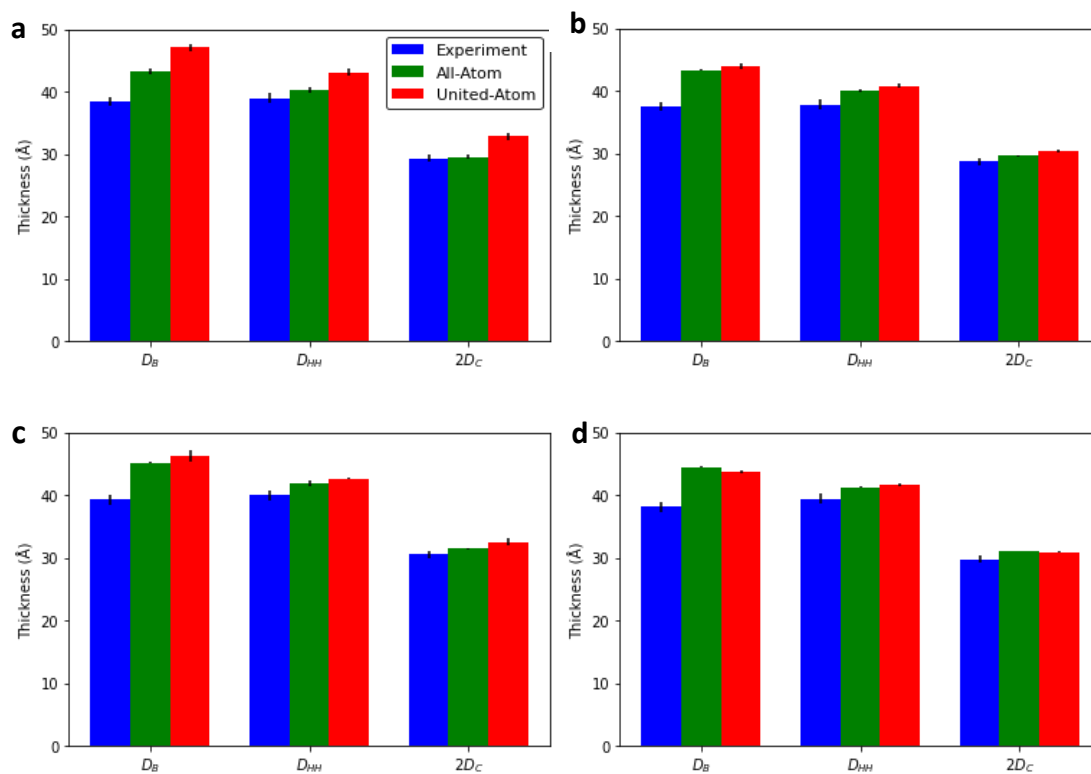 a
50
40
30
20
10
0
Thickness (Å)
Experiment
All-Atom
United-Atom
D_B
D_HH
2D_C
b
50
40
30
20
10
0
Thickness (Å)
D_B
D_HH
2D_C
c
50
40
30
20
10
0
Thickness (Å)
D_B
D_HH
2D_C
d
50
40
30
20
10
0
Thickness (Å)
D_B
D_HH
2D_C